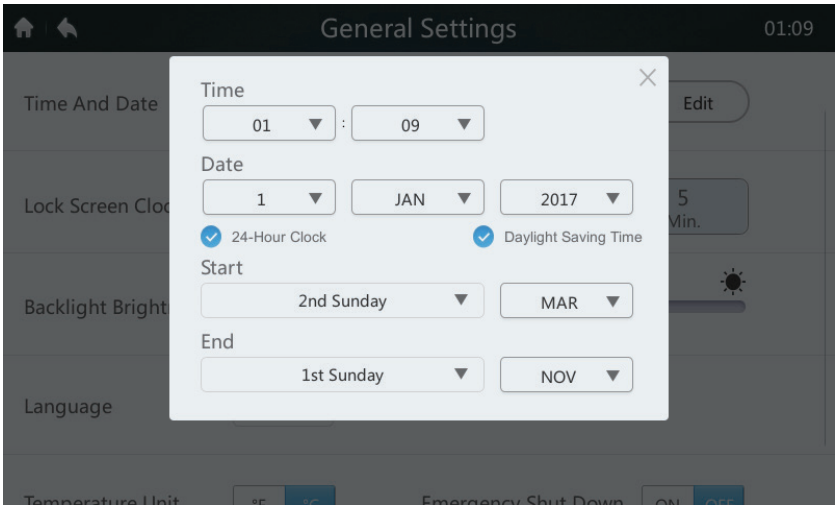 General Settings
01:09
Time And Date
Edit
Time
01 : 09
Date
1 JAN 2017
24-Hour Clock
Daylight Saving Time
Lock Screen Cloc
5
Min.
Start
2nd Sunday MAR
Backlight Bright
End
1st Sunday NOV
Language
Temperature Unit
°F °C
Emergency Shut Down
ON OFF